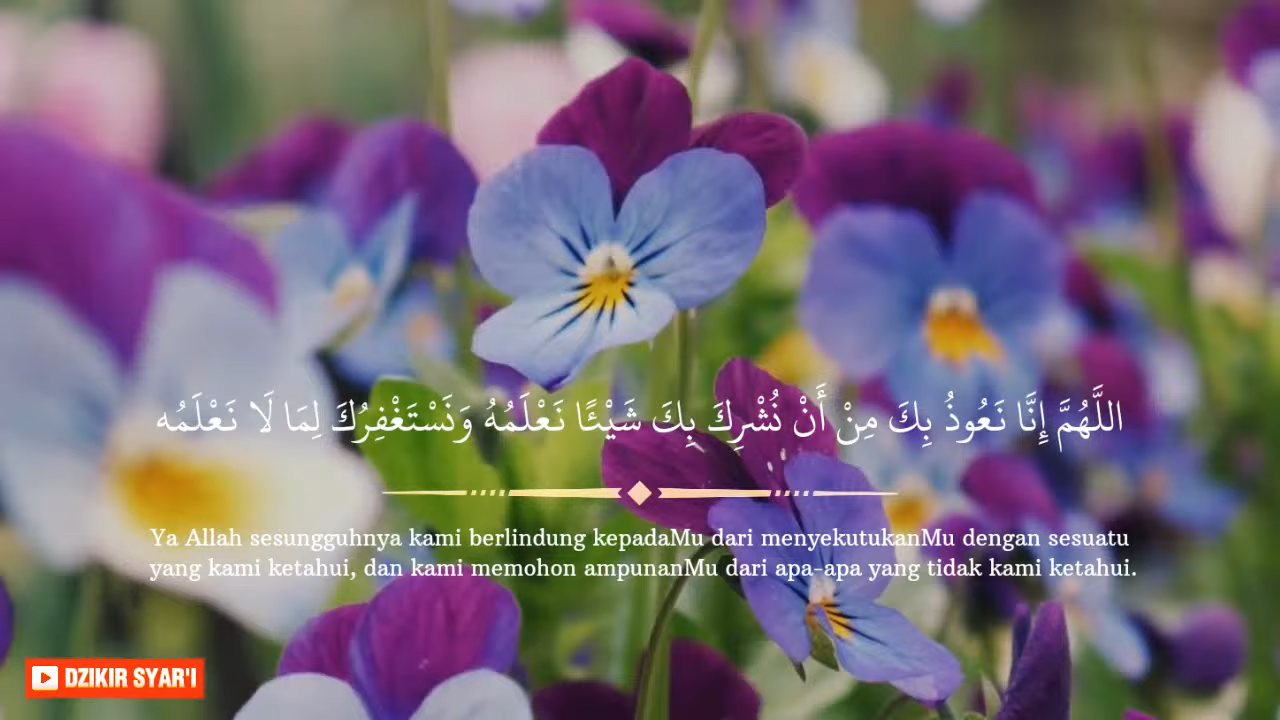 اللَّهُمَّ إِنَّا نَعُوذُ بِكَ مِنْ أَنْ نُشْرِكَ بِكَ شَيْئًا نَعْلَمُهُ وَنَسْتَغْفِرُكَ لِمَا لَا نَعْلَمُه
Ya Allah sesungguhnya kami berlindung kepadaMu dari menyekutukanMu dengan sesuatu
yang kami ketahui, dan kami memohon ampunanMu dari apa-apa yang tidak kami ketahui.
DZIKIR SYAR'I